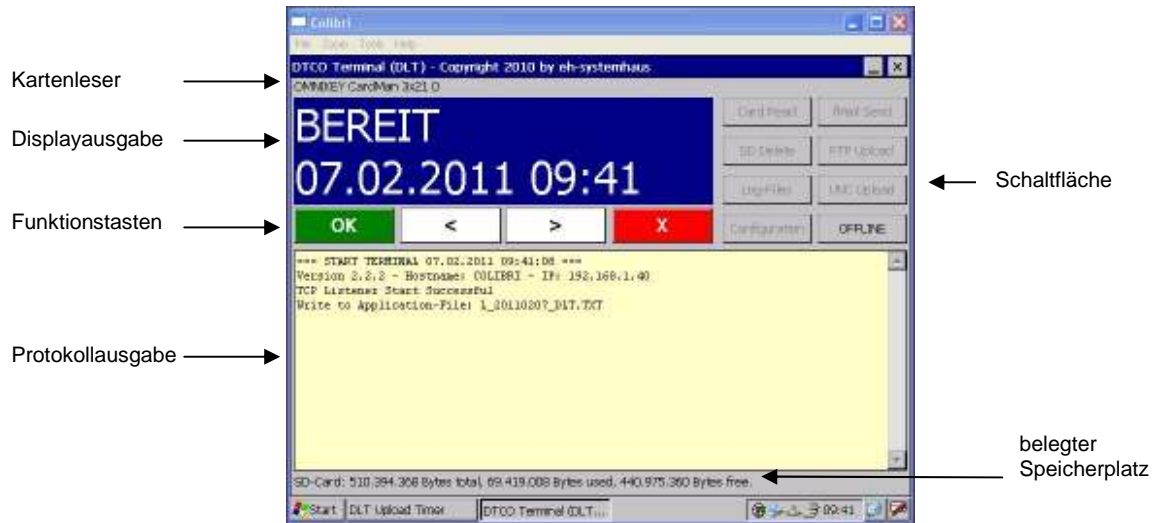 Colibri
File Zoom Tools Help
DTCO Terminal (DLT) - Copyright 2010 by eh-systemhaus
Kartenleser
OMNIKEY CardMan 3x21 0
Displayausgabe
BEREIT
07.02.2011 09:41
Card Read
Mail Send
SD Delete
FTP Upload
Log-Files
UNC Upload
Schaltfläche
Funktionstasten
OK
<
>
X
Configuration
OFFLINE
=== START TERMINAL 07.02.2011 09:41:08 ===
Version 2.2.2 - Hostname: COLIBRI - IP: 192.168.1.40
TCP Listener Start Successful
Write to Application-File: 1_20110207_DLT.TXT
Protokollausgabe
belegter
Speicherplatz
SD-Card: 510.394.368 Bytes total, 69.419.008 Bytes used, 440.975.360 Bytes free.
Start
DLT Upload Timer
DTCO Terminal (DLT...
09:41